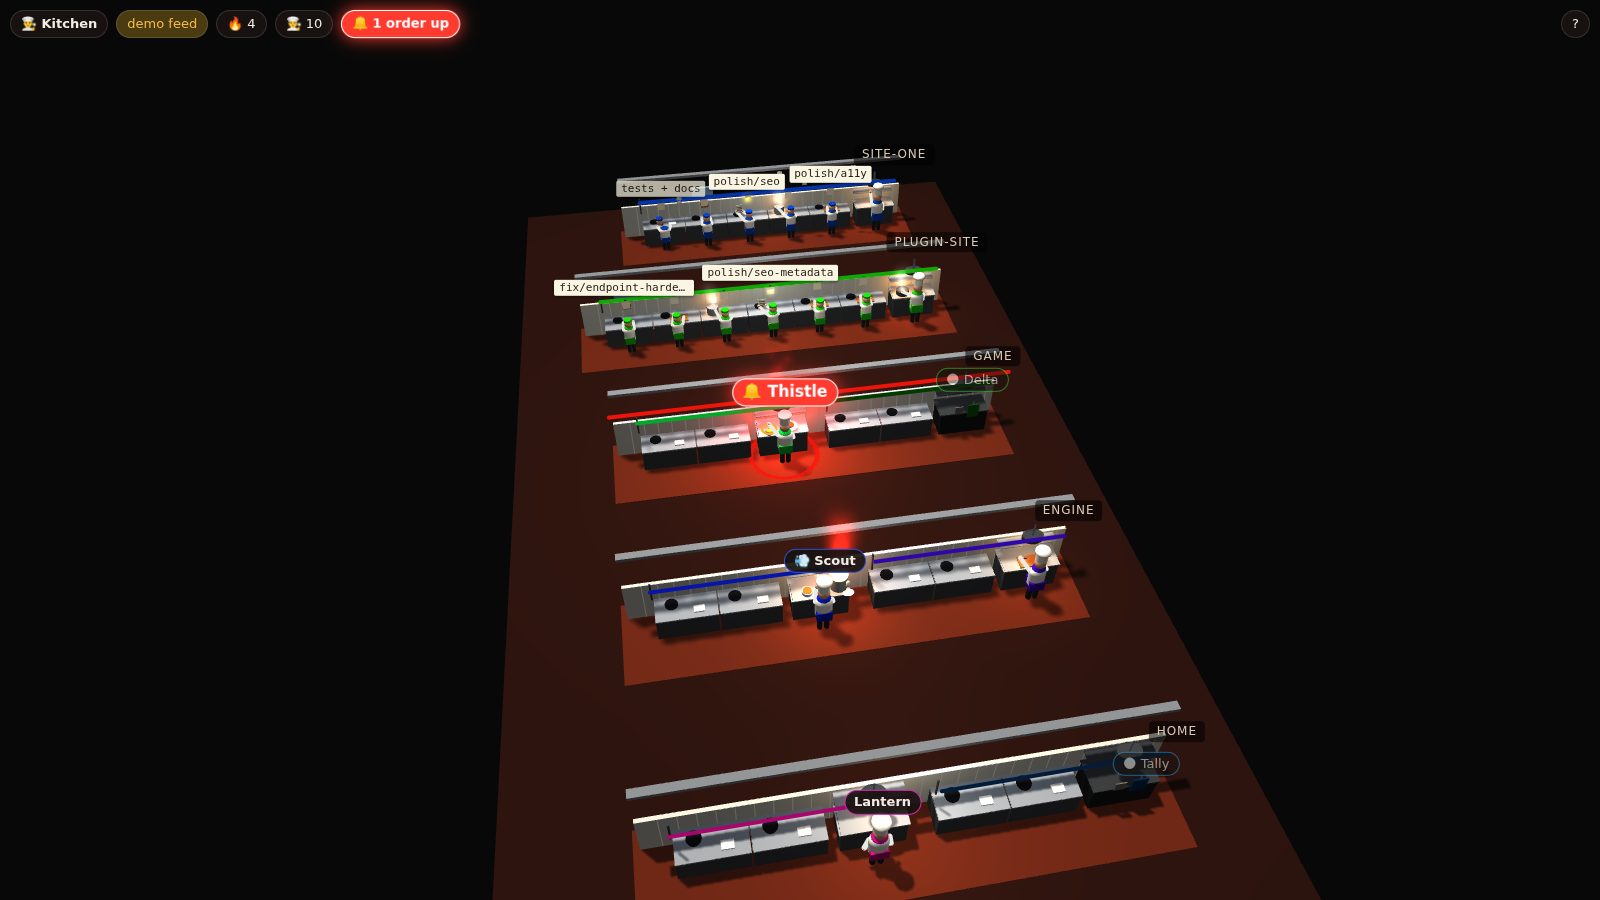 👨‍🍳 Kitchen
demo feed
🔥 4
👨‍🍳 10
🔔 1 order up
?
SITE-ONE
polish/a11y
polish/seo
tests + docs
PLUGIN-SITE
polish/seo-metadata
fix/endpoint-harde…
GAME
Delta
🔔 Thistle
ENGINE
💨 Scout
HOME
Tally
Lantern